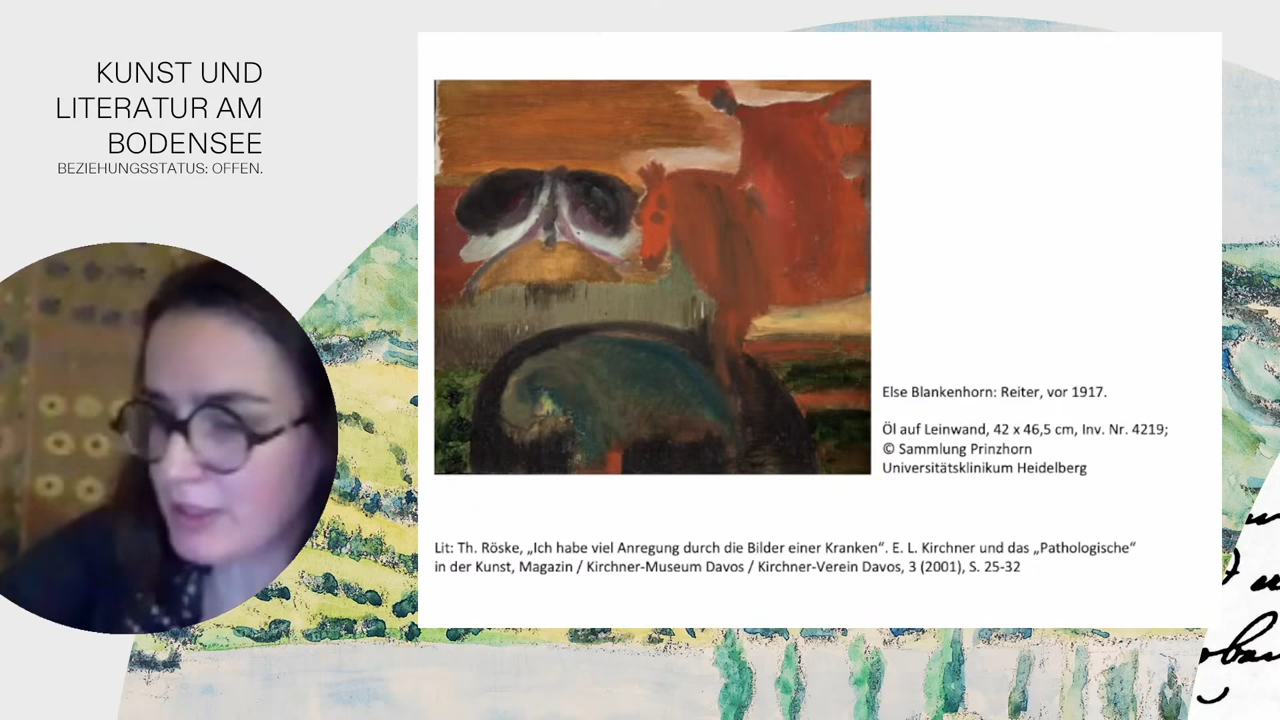 KUNST UND
LITERATUR AM
BODENSEE
BEZIEHUNGSSTATUS: OFFEN.
Else Blankenhorn: Reiter, vor 1917.
Öl auf Leinwand, 42 x 46,5 cm, Inv. Nr. 4219;
© Sammlung Prinzhorn
Universitätsklinikum Heidelberg
Lit: Th. Röske, „Ich habe viel Anregung durch die Bilder einer Kranken“. E. L. Kirchner und das „Pathologische“
in der Kunst, Magazin / Kirchner-Museum Davos / Kirchner-Verein Davos, 3 (2001), S. 25-32